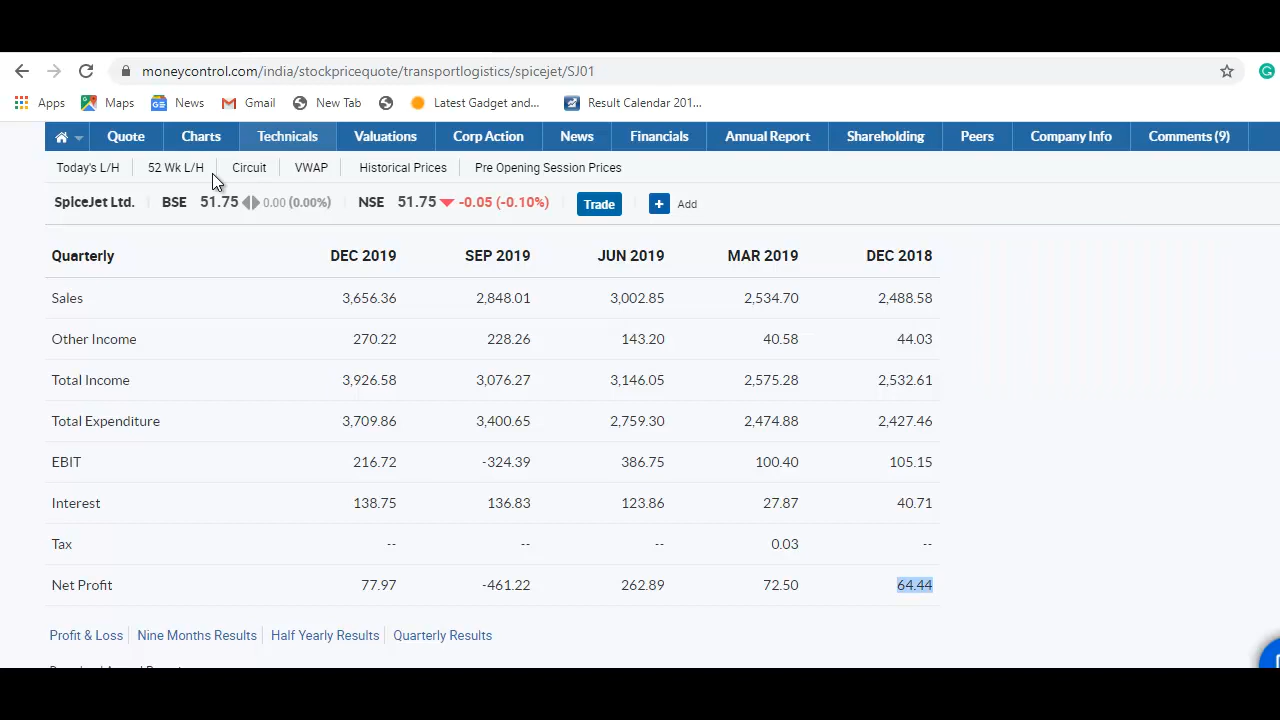 moneycontrol.com/india/stockpricequote/transportlogistics/spicejet/SJ01
Apps Maps News Gmail New Tab Latest Gadget and... Result Calendar 201...
Quote Charts Technicals Valuations Corp Action News Financials Annual Report Shareholding Peers Company Info Comments (9)
Today's L/H 52 Wk L/H Circuit VWAP Historical Prices Pre Opening Session Prices
SpiceJet Ltd. BSE 51.75 0.00 (0.00%) NSE 51.75 -0.05 (-0.10%) Trade + Add
Quarterly DEC 2019 SEP 2019 JUN 2019 MAR 2019 DEC 2018
Sales 3,656.36 2,848.01 3,002.85 2,534.70 2,488.58
Other Income 270.22 228.26 143.20 40.58 44.03
Total Income 3,926.58 3,076.27 3,146.05 2,575.28 2,532.61
Total Expenditure 3,709.86 3,400.65 2,759.30 2,474.88 2,427.46
EBIT 216.72 -324.39 386.75 100.40 105.15
Interest 138.75 136.83 123.86 27.87 40.71
Tax -- -- -- 0.03 --
Net Profit 77.97 -461.22 262.89 72.50 64.44
Profit & Loss Nine Months Results Half Yearly Results Quarterly Results